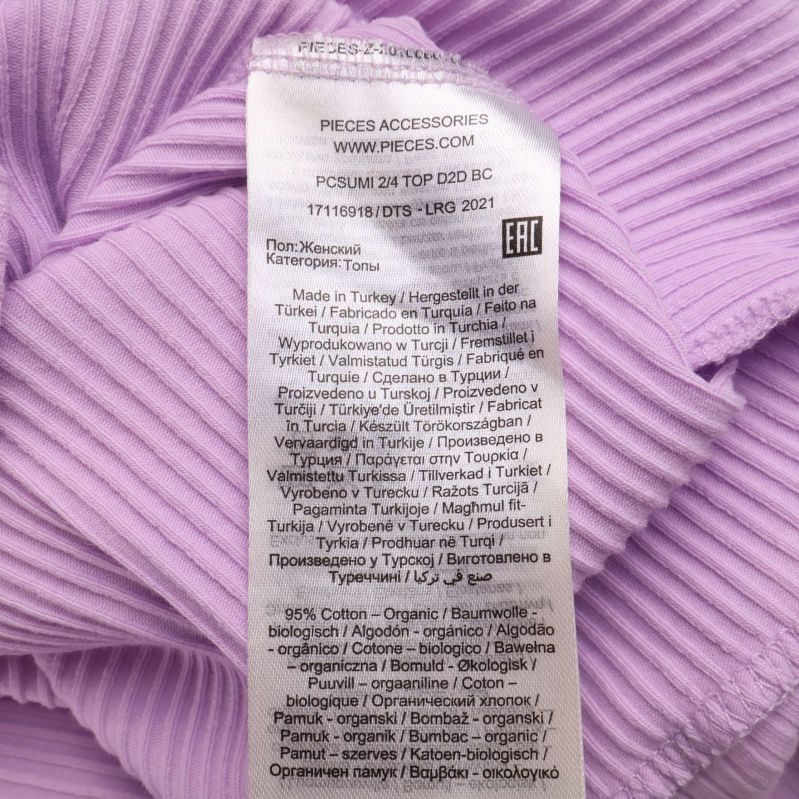 PIECES ACCESSORIES
WWW.PIECES.COM
PCSUMI 2/4 TOP D2D BC
17116918/DTS - LRG 2021
EAC
Пол:Женский
Категория:Топы
Made in Turkey / Hergestellt in der
Türkei / Fabricado en Turquía / Feito na
Turquia / Prodotto in Turchia /
Wyprodukowano w Turcji / Fremstillet i
Tyrkiet / Valmistatud Türgis / Fabriqué en
Turquie / Сделано в Турции /
Proizvedeno u Turskoj / Proizvedeno v
Turčiji / Türkiye'de Üretilmiştir / Fabricat
în Turcia / Készült Törökországban /
Vervaardigd in Turkije / Произведено в
Турция / Παράγεται στην Τουρκία /
Valmistettu Turkissa / Tillverkad i Turkiet /
Vyrobeno v Turecku / Ražots Turcijā /
Pagaminta Turkijoje / Magħmul fit-
Turkija / Vyrobené v Turecku / Produsert i
Tyrkia / Prodhuar në Turqi /
Произведено у Турској / Виготовлено в
Туреччині / صنع في تركيا
95% Cotton – Organic / Baumwolle -
biologisch / Algodón - orgánico / Algodão
- orgânico / Cotone - biologico / Bawełna
– organiczna / Bomuld - Økologisk /
Puuvill – orgaaniline / Coton –
biologique / Органический хлопок /
Pamuk - organski / Bombaž - organski /
Pamuk - organik / Bumbac – organic /
Pamut – szerves / Katoen-biologisch /
Органичен памук / Βαμβάκι - οικολογικό